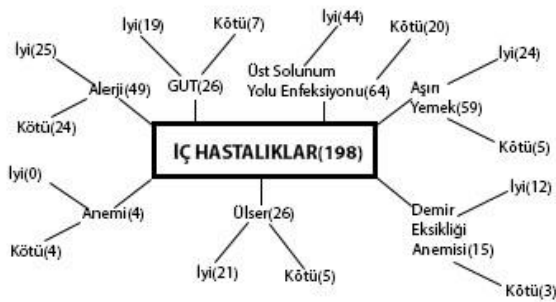 İyi(44)
İyi(19)
Kötü(7)
Kötü(20)
İyi(25)
Üst Solunum
Yolu Enfeksiyonu(64)
İyi(24)
Alerji(49)
GUT(26)
Aşırı
Yemek(59)
Kötü(24)
Kötü(5)
İÇ HASTALIKLAR(198)
İyi(0)
İyi(12)
Anemi(4)
Ülser(26)
Demir
Eksikliği
Anemisi(15)
Kötü(4)
İyi(21)
Kötü(5)
Kötü(3)